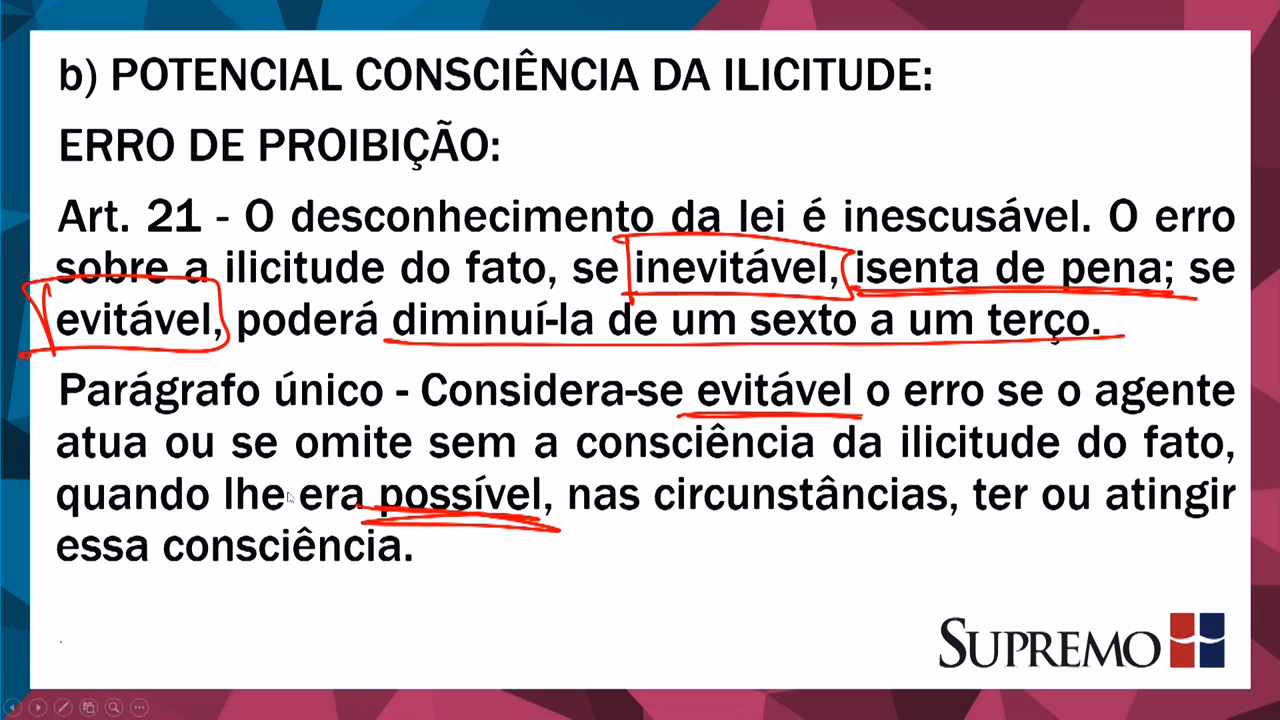 b) POTENCIAL CONSCIÊNCIA DA ILICITUDE:
ERRO DE PROIBIÇÃO:
Art. 21 - O desconhecimento da lei é inescusável. O erro
sobre a ilicitude do fato, se inevitável, isenta de pena; se
evitável, poderá diminuí-la de um sexto a um terço.
Parágrafo único - Considera-se evitável o erro se o agente
atua ou se omite sem a consciência da ilicitude do fato,
quando lhe era possível, nas circunstâncias, ter ou atingir
essa consciência.
SUPREMO